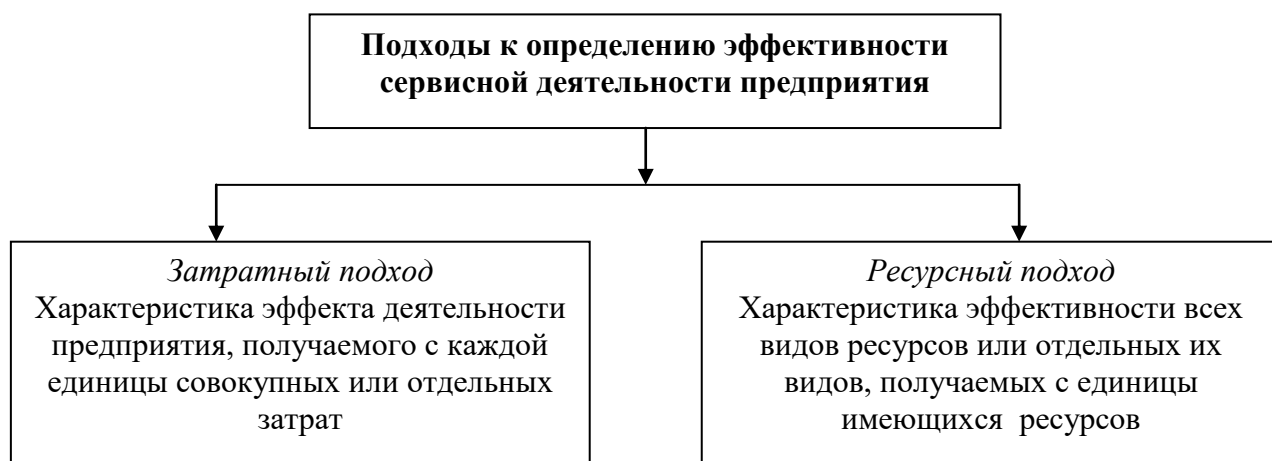 Подходы к определению эффективности
сервисной деятельности предприятия
Затратный подход
Характеристика эффекта деятельности
предприятия, получаемого с каждой
единицы совокупных или отдельных
затрат
Ресурсный подход
Характеристика эффективности всех
видов ресурсов или отдельных их
видов, получаемых с единицы
имеющихся ресурсов